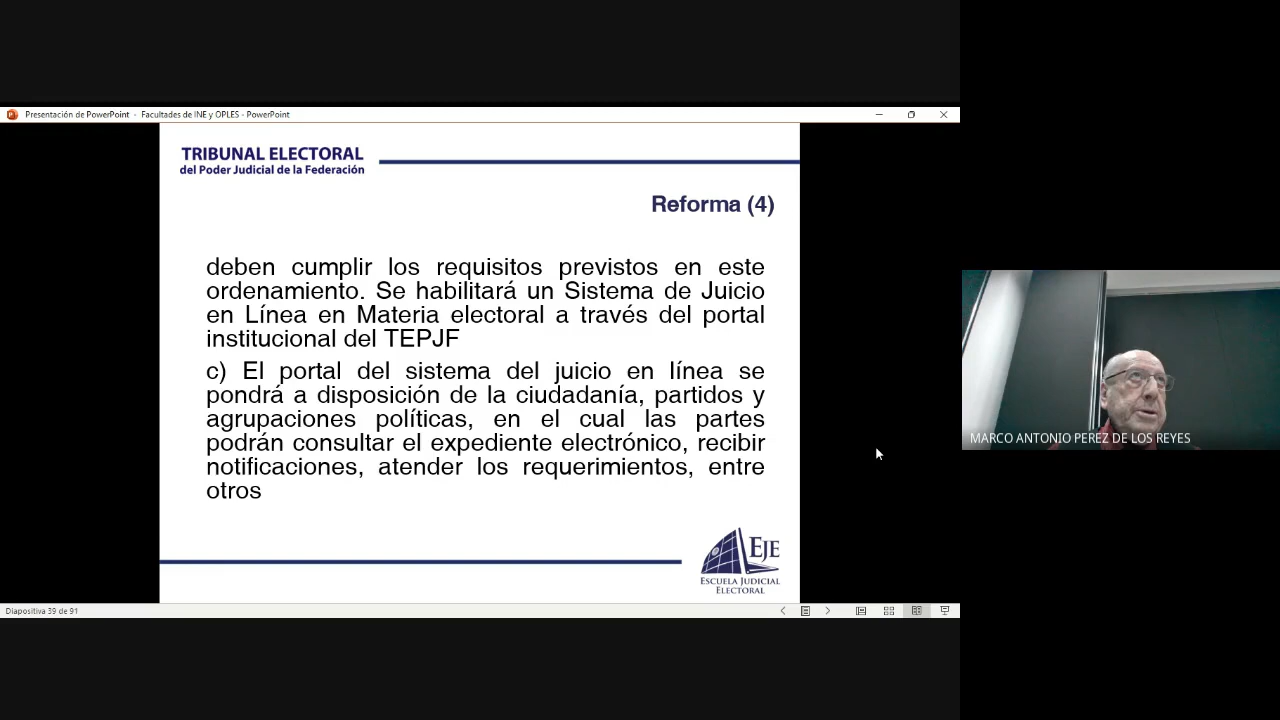 Presentación de PowerPoint - Facultades de INE y OPLES - PowerPoint
TRIBUNAL ELECTORAL
del Poder Judicial de la Federación
Reforma (4)
deben cumplir los requisitos previstos en este
ordenamiento. Se habilitará un Sistema de Juicio
en Línea en Materia electoral a través del portal
institucional del TEPJF
c) El portal del sistema del juicio en línea se
pondrá a disposición de la ciudadanía, partidos y
agrupaciones políticas, en el cual las partes
podrán consultar el expediente electrónico, recibir
notificaciones, atender los requerimientos, entre
otros
EJE
ESCUELA JUDICIAL
ELECTORAL
Diapositiva 39 de 91
MARCO ANTONIO PEREZ DE LOS REYES